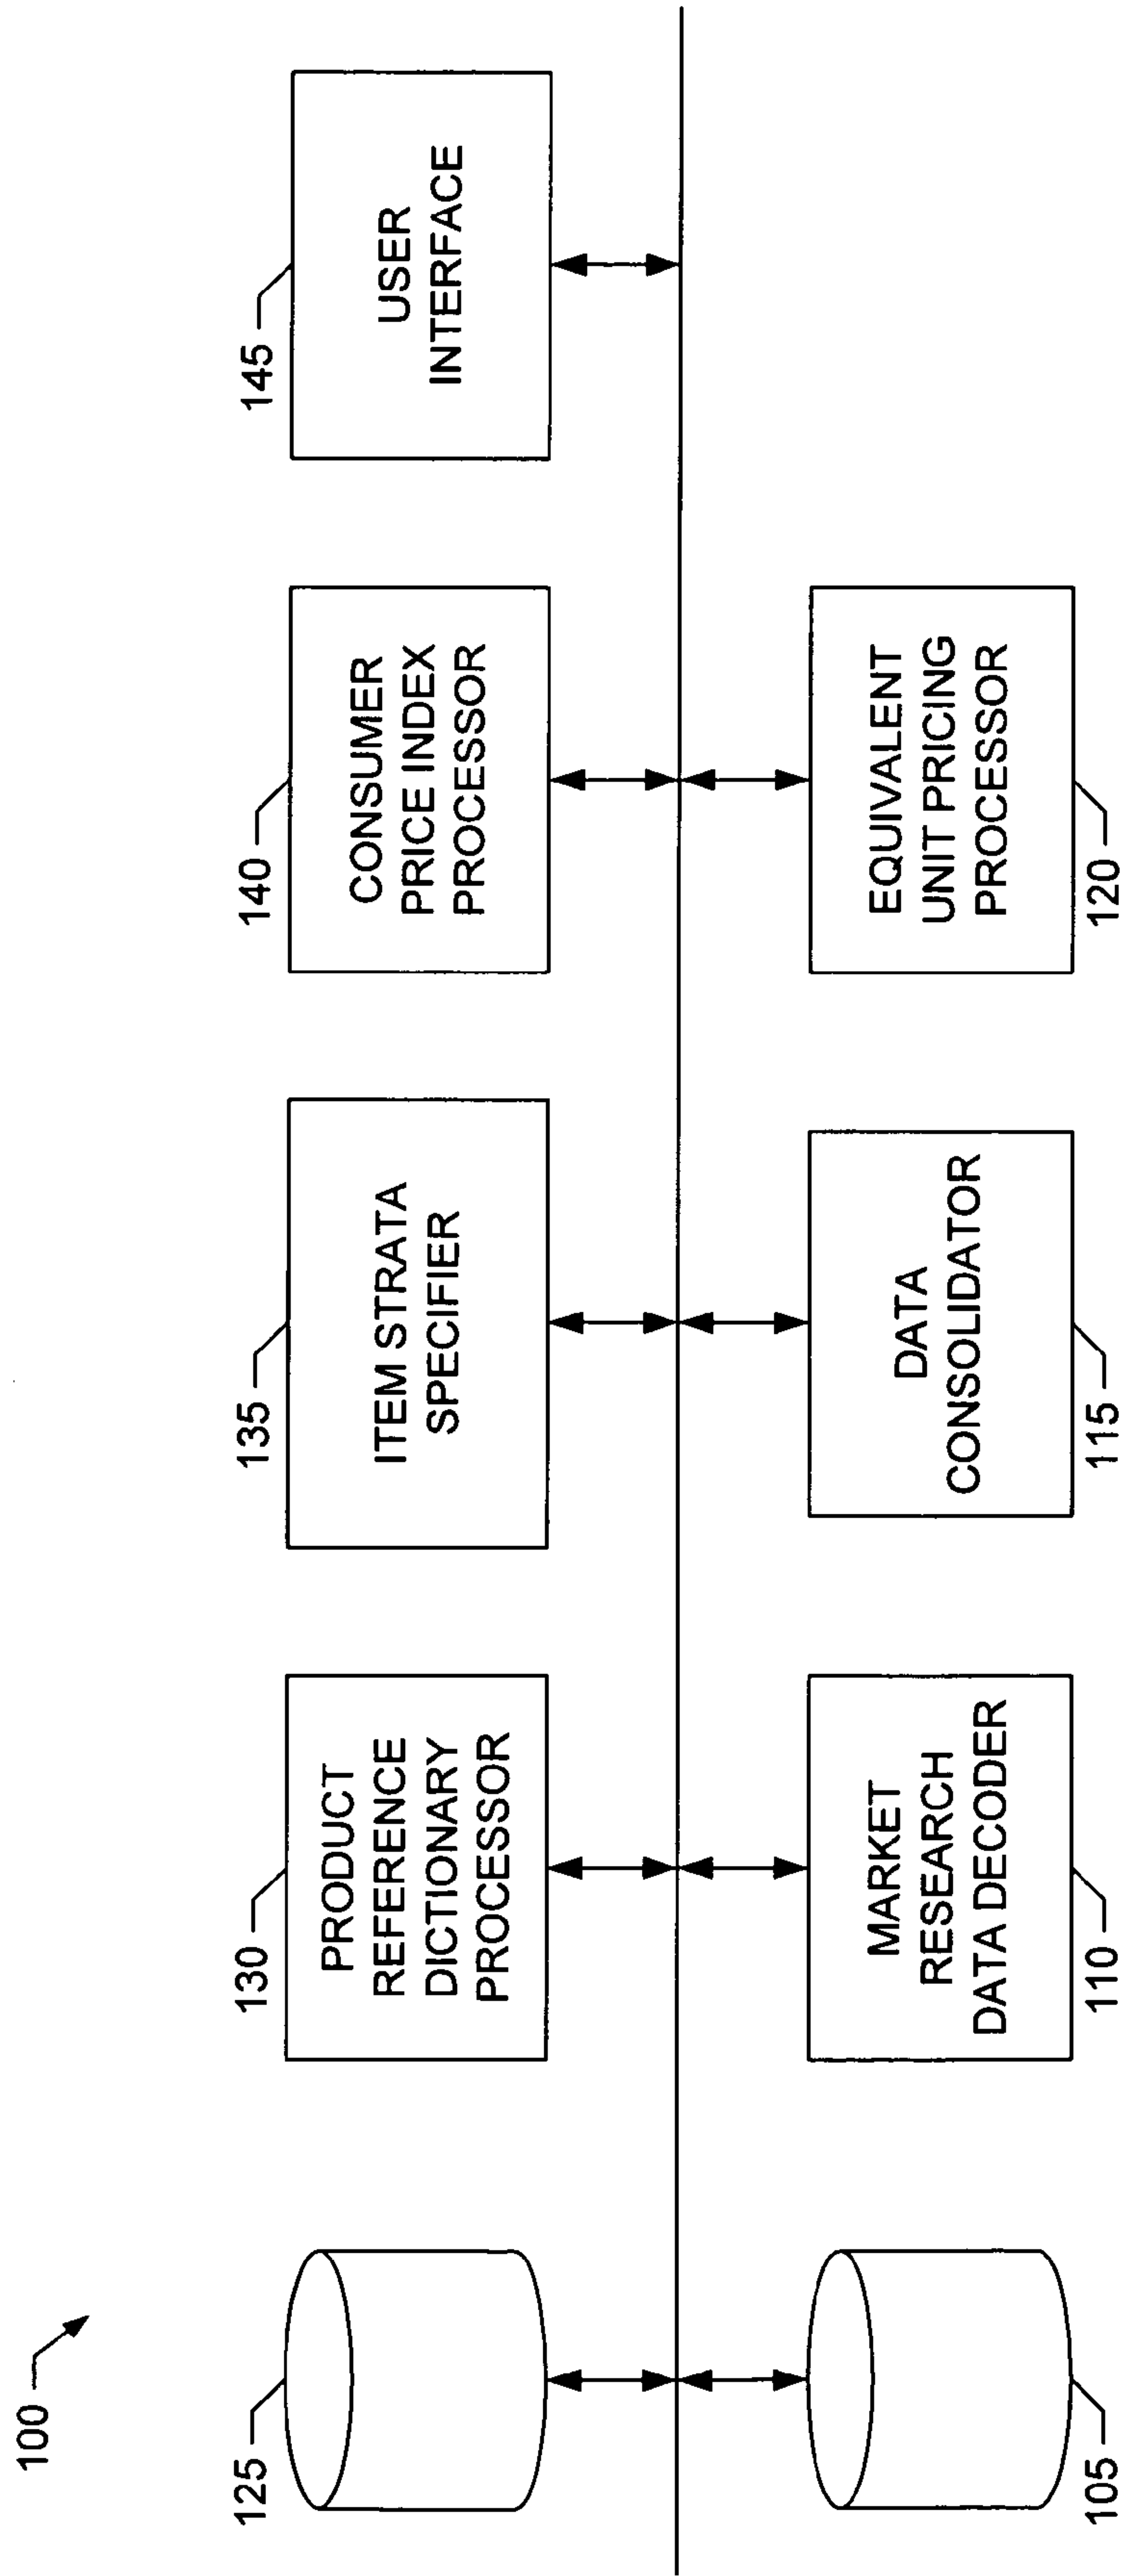 100
125
130
PRODUCT
REFERENCE
DICTIONARY
PROCESSOR
135
ITEM STRATA
SPECIFIER
140
CONSUMER
PRICE INDEX
PROCESSOR
145
USER
INTERFACE
105
MARKET
RESEARCH
DATA DECODER
110
DATA
CONSOLIDATOR
115
EQUIVALENT
UNIT PRICING
PROCESSOR
120